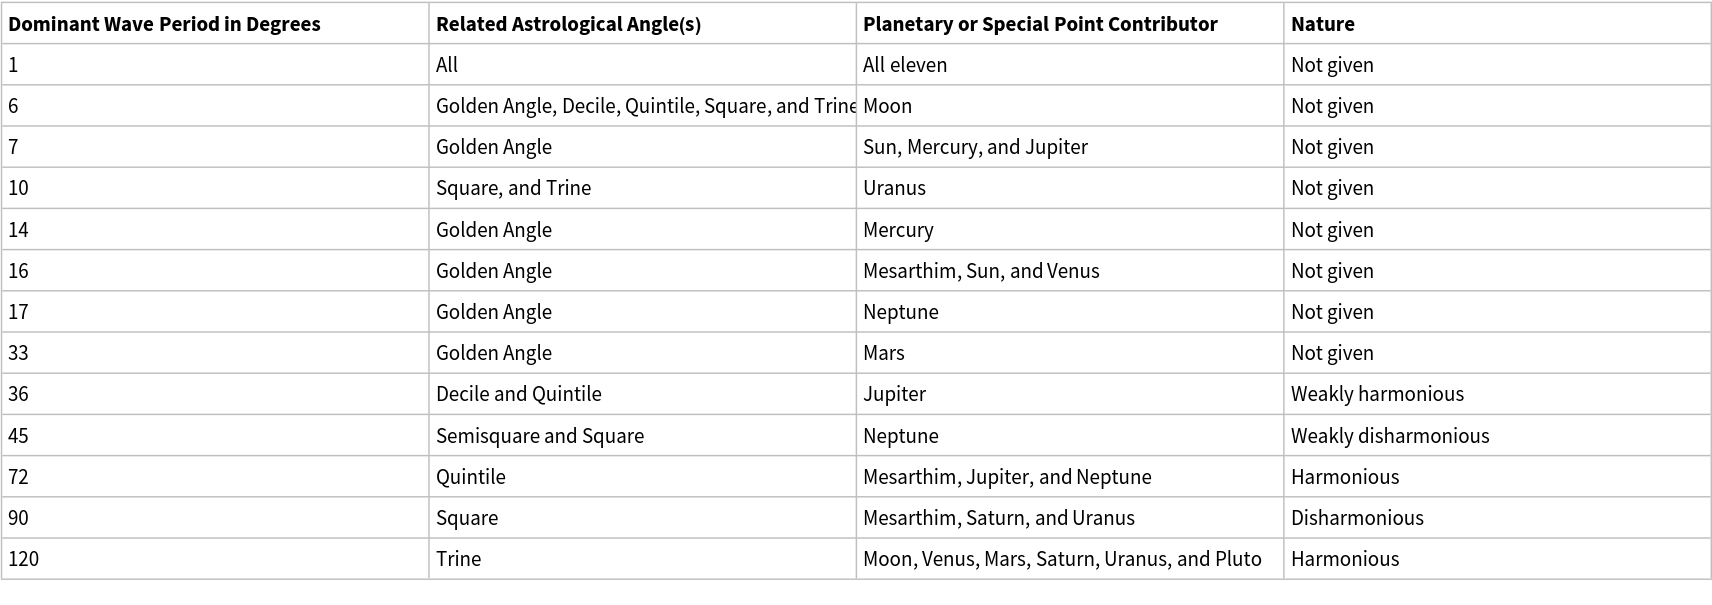 Dominant Wave Period in Degrees Related Astrological Angle(s) Planetary or Special Point Contributor Nature
1 All All eleven Not given
6 Golden Angle, Decile, Quintile, Square, and Trine Moon Not given
7 Golden Angle Sun, Mercury, and Jupiter Not given
10 Square, and Trine Uranus Not given
14 Golden Angle Mercury Not given
16 Golden Angle Mesarthim, Sun, and Venus Not given
17 Golden Angle Neptune Not given
33 Golden Angle Mars Not given
36 Decile and Quintile Jupiter Weakly harmonious
45 Semisquare and Square Neptune Weakly disharmonious
72 Quintile Mesarthim, Jupiter, and Neptune Harmonious
90 Square Mesarthim, Saturn, and Uranus Disharmonious
120 Trine Moon, Venus, Mars, Saturn, Uranus, and Pluto Harmonious